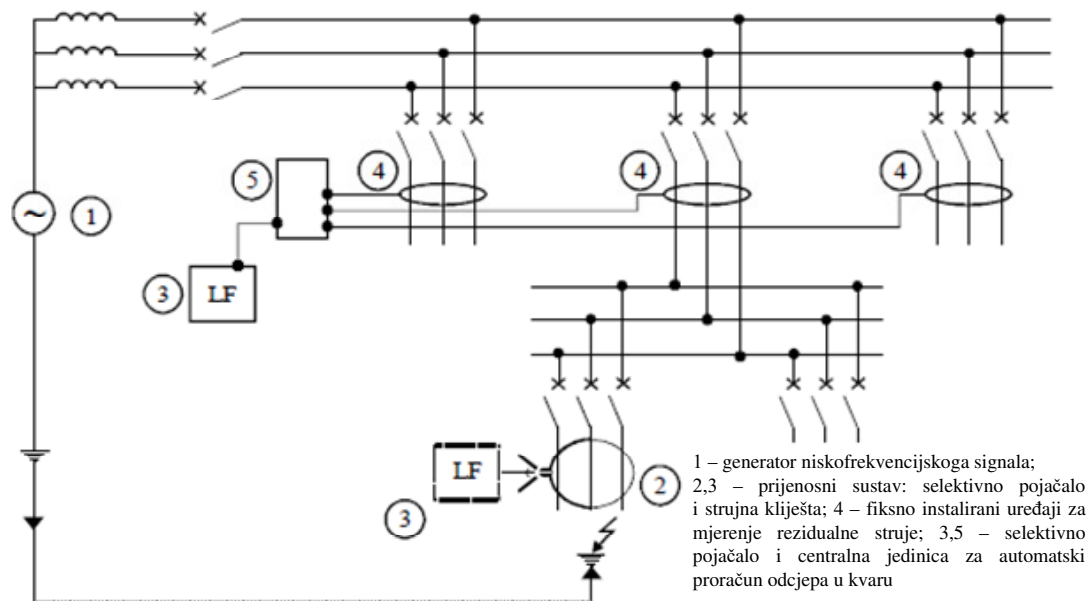 4
4
4
5
1
3
LF
LF
2
3
1 – generator niskofrekvencijskoga signala;
2,3 – prijenosni sustav: selektivno pojačalo
i strujna kliješta; 4 – fiksno instalirani uređaji za
mjerenje rezidualne struje; 3,5 – selektivno
pojačalo i centralna jedinica za automatski
proračun odcjepa u kvaru